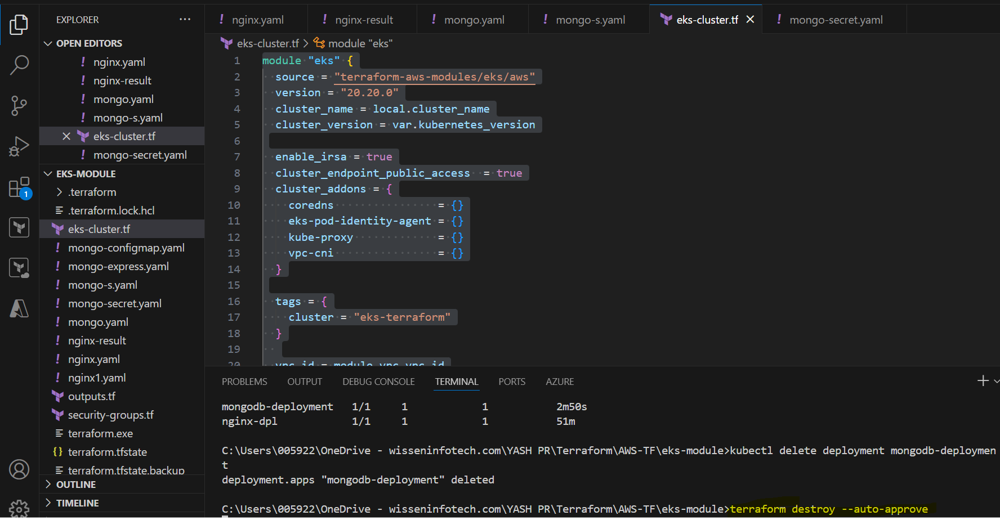 EXPLORER
OPEN EDITORS
! nginx.yaml
! nginx-result
! mongo.yaml
! mongo-s.yaml
eks-cluster.tf
! mongo-secret.yaml
EKS-MODULE
.terraform
.terraform.lock.hcl
eks-cluster.tf
! mongo-configmap.yaml
! mongo-express.yaml
! mongo-s.yaml
! mongo-secret.yaml
! mongo.yaml
! nginx-result
! nginx.yaml
! nginx1.yaml
outputs.tf
security-groups.tf
terraform.exe
{} terraform.tfstate
terraform.tfstate.backup
OUTLINE
TIMELINE
1
! nginx.yaml ! nginx-result ! mongo.yaml ! mongo-s.yaml eks-cluster.tf ! mongo-secret.yaml
eks-cluster.tf > module "eks"
1 module "eks" {
2 source = "terraform-aws-modules/eks/aws"
3 version = "20.20.0"
4 cluster_name = local.cluster_name
5 cluster_version = var.kubernetes_version
6
7 enable_irsa = true
8 cluster_endpoint_public_access = true
9 cluster_addons = {
10 coredns = {}
11 eks-pod-identity-agent = {}
12 kube-proxy = {}
13 vpc-cni = {}
14 }
15
16 tags = {
17 cluster = "eks-terraform"
18 }
19
20 vpc_id = module.vpc.vpc_id
PROBLEMS OUTPUT DEBUG CONSOLE TERMINAL PORTS AZURE
mongodb-deployment 1/1 1 1 2m50s
nginx-dpl 1/1 1 1 51m
C:\Users\005922\OneDrive - wisseninfotech.com\YASH PR\Terraform\AWS-TF\eks-module>kubectl delete deployment mongodb-deploymen
t
deployment.apps "mongodb-deployment" deleted
C:\Users\005922\OneDrive - wisseninfotech.com\YASH PR\Terraform\AWS-TF\eks-module>terraform destroy --auto-approve